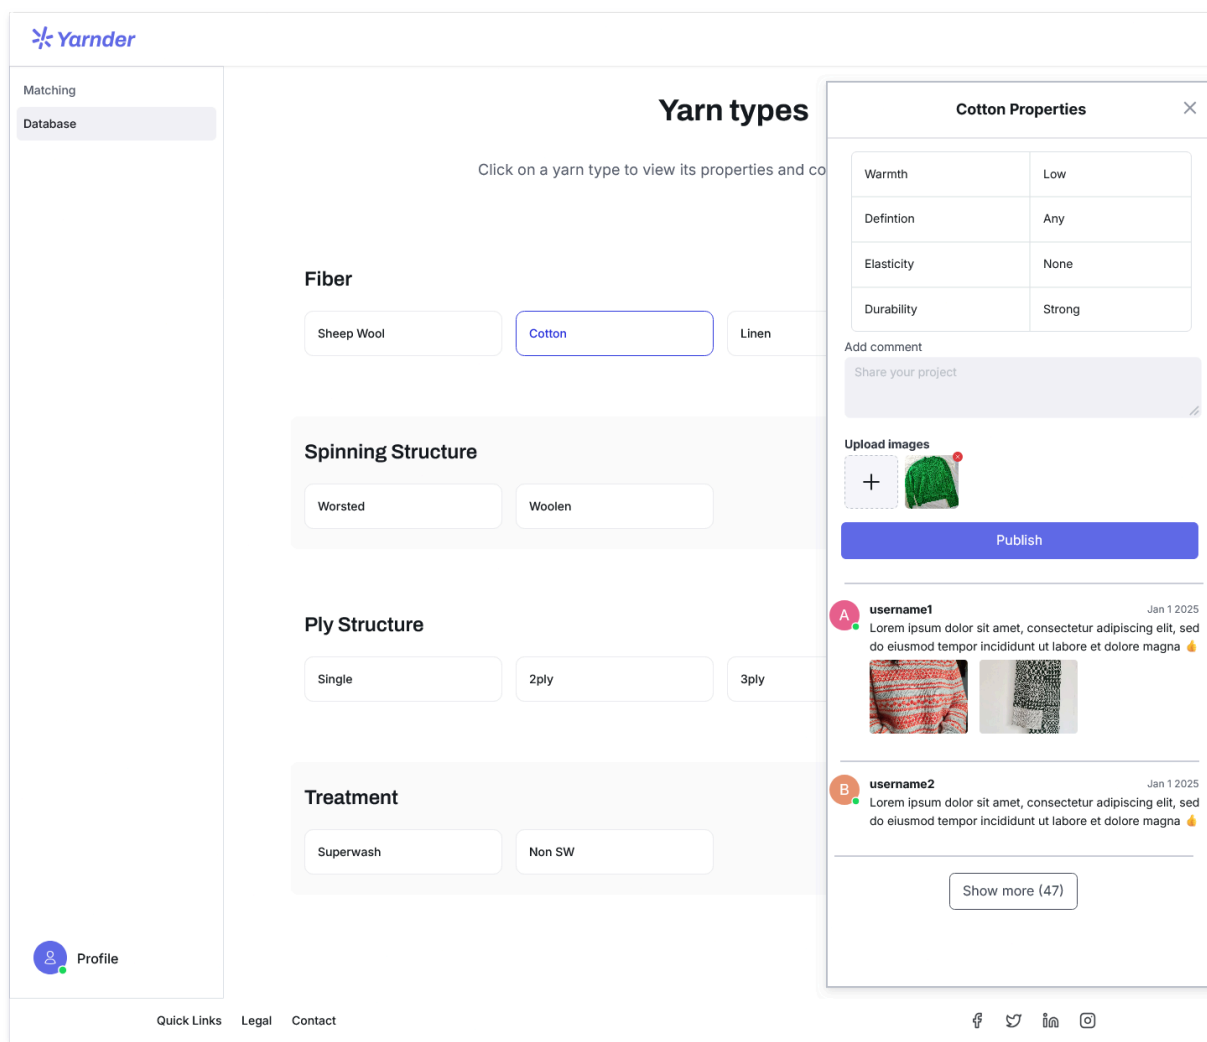 Yarnder
Matching
Database
Profile
Yarn types
Click on a yarn type to view its properties and co
Fiber
Sheep Wool
Cotton
Linen
Spinning Structure
Worsted
Woolen
Ply Structure
Single
2ply
3ply
Treatment
Superwash
Non SW
Cotton Properties
Warmth Low
Defintion Any
Elasticity None
Durability Strong
Add comment
Share your project
Upload images
Publish
A
username1 Jan 1 2025
Lorem ipsum dolor sit amet, consectetur adipiscing elit, sed
do eiusmod tempor incididunt ut labore et dolore magna 👍
B
username2 Jan 1 2025
Lorem ipsum dolor sit amet, consectetur adipiscing elit, sed
do eiusmod tempor incididunt ut labore et dolore magna 👍
Show more (47)
Quick Links Legal Contact